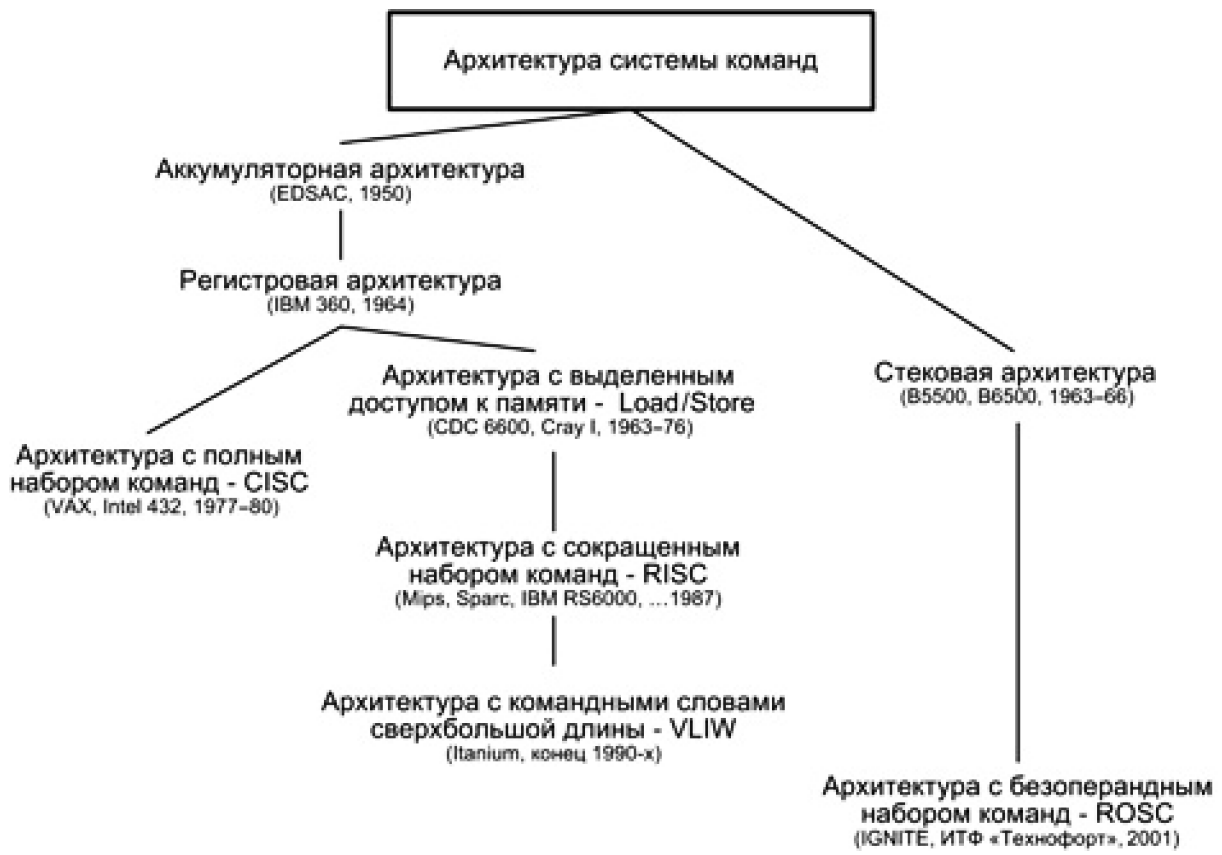 Архитектура системы команд
Аккумуляторная архитектура
(EDSAC, 1950)
Регистровая архитектура
(IBM 360, 1964)
Архитектура с выделенным
доступом к памяти - Load/Store
(CDC 6600, Cray I, 1963–76)
Стековая архитектура
(B5500, B6500, 1963–66)
Архитектура с полным
набором команд - CISC
(VAX, Intel 432, 1977–80)
Архитектура с сокращенным
набором команд - RISC
(Mips, Sparc, IBM RS6000, ...1987)
Архитектура с командными словами
сверхбольшой длины - VLIW
(Itanium, конец 1990-х)
Архитектура с безоперандным
набором команд - ROSC
(IGNITE, ИТФ «Технофорт», 2001)